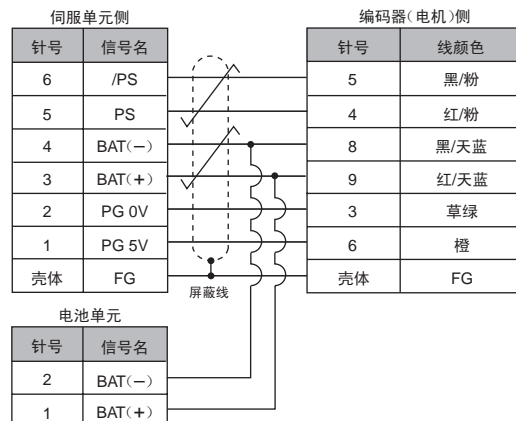 伺服单元侧 编码器(电机)侧
针号 信号名 针号 线颜色
6 /PS 5 黑/粉
5 PS 4 红/粉
4 BAT(−) 8 黑/天蓝
3 BAT(+) 9 红/天蓝
2 PG 0V 3 草绿
1 PG 5V 6 橙
壳体 FG 壳体 FG
屏蔽线
电池单元
针号 信号名
2 BAT(−)
1 BAT(+)